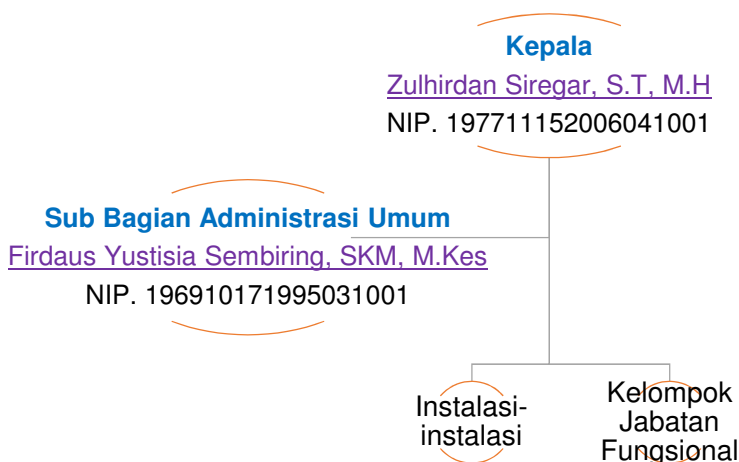 Kepala
Zulhirdan Siregar, S.T, M.H
NIP. 197711152006041001
Sub Bagian Administrasi Umum
Firdaus Yustisia Sembiring, SKM, M.Kes
NIP. 196910171995031001
Instalasi-
instalasi
Kelompok
Jabatan
Fungsional